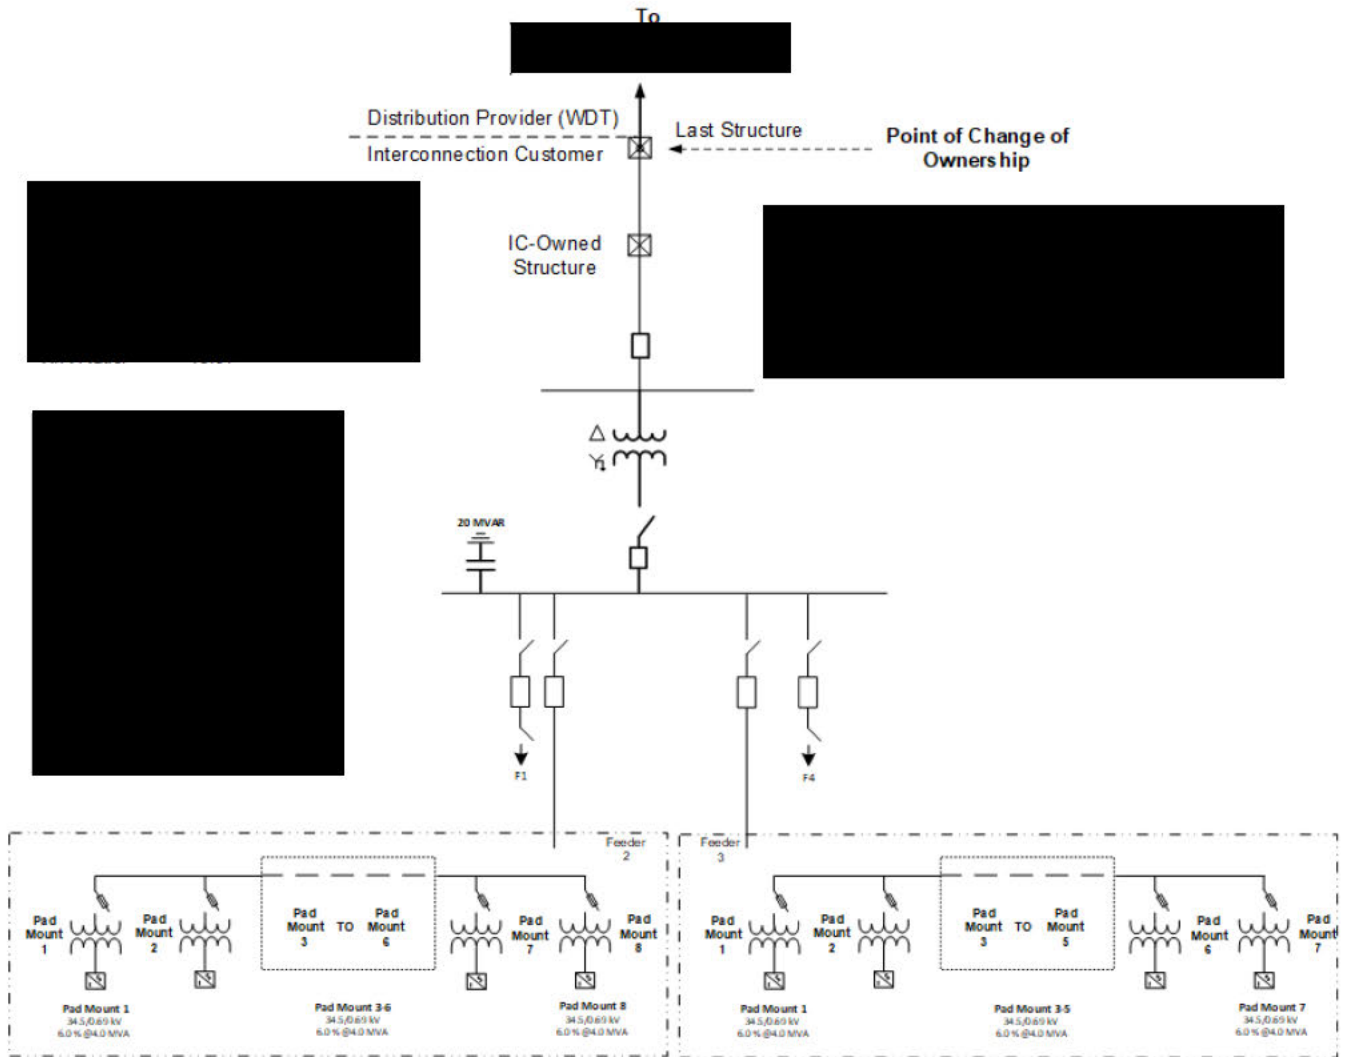 To
Distribution Provider (WDT)
Interconnection Customer
Last Structure
Point of Change of
Ownership
IC-Owned
Structure
20 MVAR
F1
F4
Feeder
2
Feeder
3
Pad
Mount
1
Pad
Mount
2
Pad
Mount
3
TO
Pad
Mount
6
Pad
Mount
7
Pad
Mount
8
Pad Mount 1
34.5/0.69 kV
6.0 % @4.0 MVA
Pad Mount 3-6
34.5/0.69 kV
6.0 % @4.0 MVA
Pad Mount 8
34.5/0.69 kV
6.0 % @4.0 MVA
Pad
Mount
1
Pad
Mount
2
Pad
Mount
3
TO
Pad
Mount
5
Pad
Mount
6
Pad
Mount
7
Pad Mount 1
34.5/0.69 kV
6.0 % @4.0 MVA
Pad Mount 3-5
34.5/0.69 kV
6.0 % @4.0 MVA
Pad Mount 7
34.5/0.69 kV
6.0 % @4.0 MVA